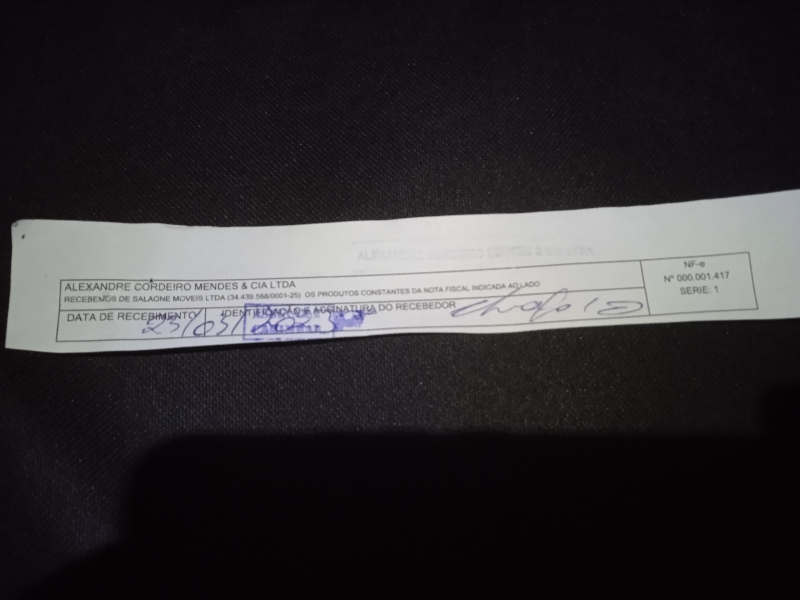 ALEXANDRE CORDEIRO MENDES & CIA LTDA
RECEBEMOS DE SALAONE MOVEIS LTDA (34.439.568/0001-25) OS PRODUTOS CONSTANTES DA NOTA FISCAL INDICADA AO LADO
DATA DE RECEBIMENTO
IDENTIFICAÇÃO E ASSINATURA DO RECEBEDOR
NF-e
Nº 000.001.417
SERIE: 1